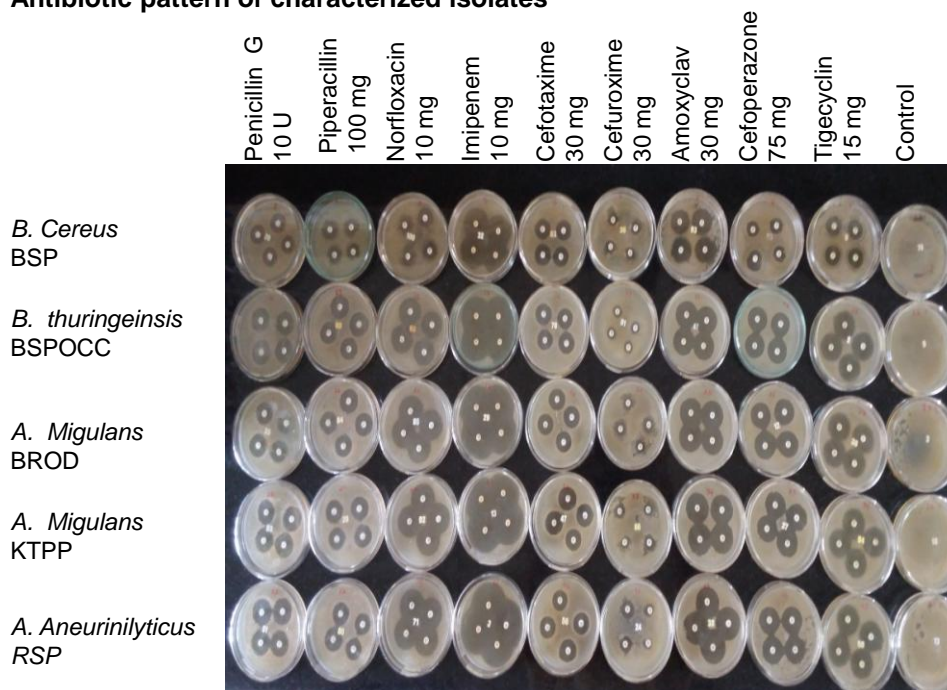 Antibiotic pattern of characterized isolates
Penicillin G
10 U
Piperacillin
100 mg
Norfloxacin
10 mg
Imipenem
10 mg
Cefotaxime
30 mg
Cefuroxime
30 mg
Amoxyclav
30 mg
Cefoperazone
75 mg
Tigecyclin
15 mg
Control
B. Cereus
BSP
B. thuringeinsis
BSPOCC
A. Migulans
BROD
A. Migulans
KTPP
A. Aneurinilyticus
RSP